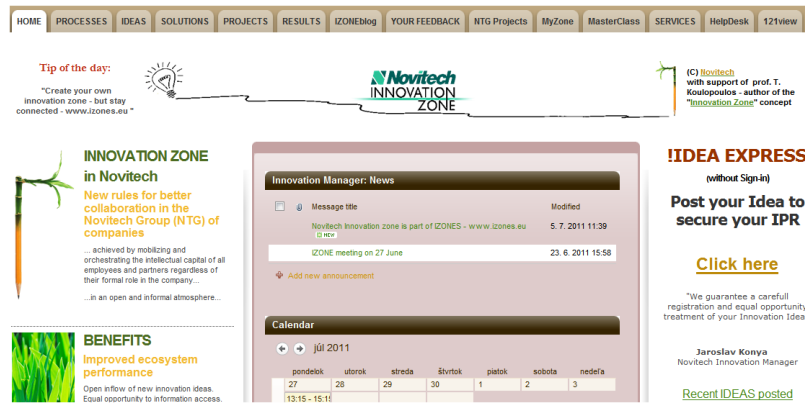 HOME PROCESSES IDEAS SOLUTIONS PROJECTS RESULTS IZONEblog YOUR FEEDBACK NTG Projects MyZone MasterClass SERVICES HelpDesk 121view
Tip of the day:
"Create your own
innovation zone - but stay
connected - www.izones.eu "
Novitech
INNOVATION
ZONE
(C) Novitech
with support of prof. T.
Koulopoulos - author of the
"Innovation Zone" concept
INNOVATION ZONE
in Novitech
New rules for better
collaboration in the
Novitech Group (NTG) of
companies
... achieved by mobilizing and
orchestrating the intellectual capital of all
employees and partners regardless of
their formal role in the company...
...in an open and informal atmosphere...
BENEFITS
Improved ecosystem
performance
Open inflow of new innovation ideas.
Equal opportunity to information access.
Innovation Manager: News
Message title Modified
Novitech Innovation zone is part of IZONES - www.izones.eu 5. 7. 2011 11:39
NEW
IZONE meeting on 27 June 23. 6. 2011 15:58
Add new announcement
Calendar
júl 2011
pondelok utorok streda štvrtok piatok sobota nedeľa
27 28 29 30 1 2 3
13:15 - 15:15
!IDEA EXPRESS
(without Sign-in)
Post your Idea to
secure your IPR
Click here
"We guarantee a carefull
registration and equal opportunity
treatment of your Innovation Idea
Jaroslav Konya
Novitech Innovation Manager
Recent IDEAS posted